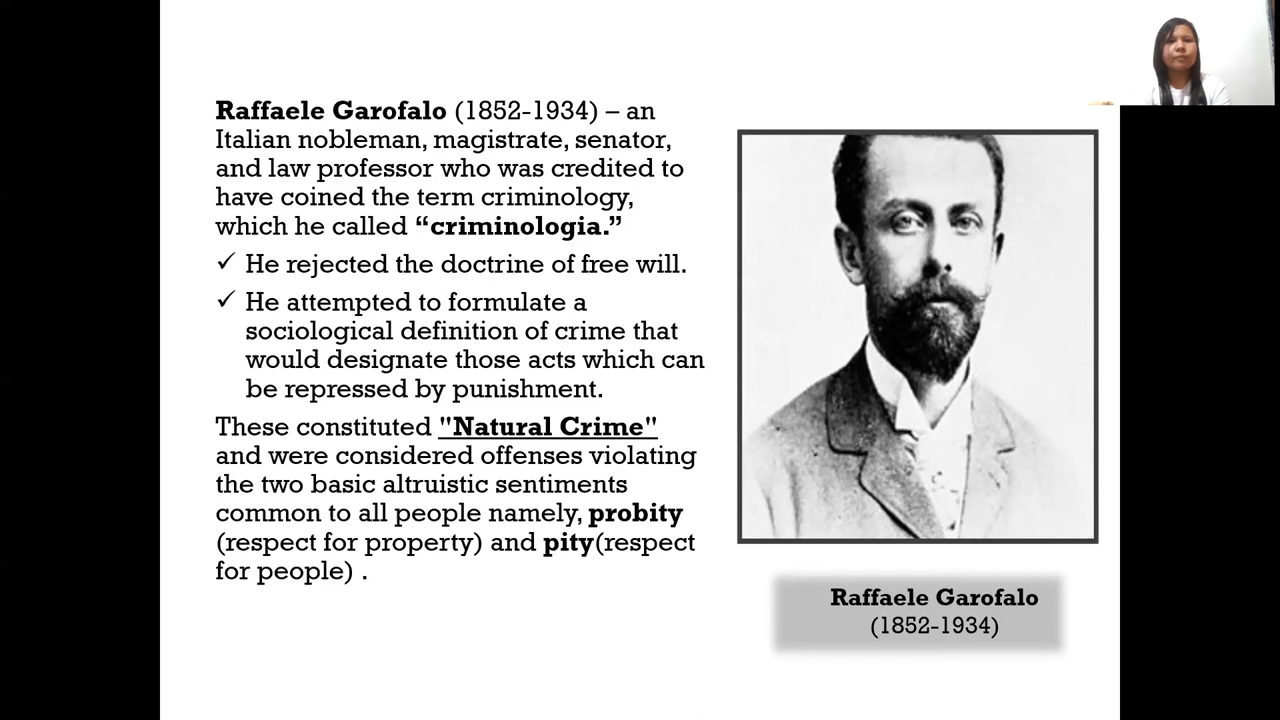 Raffaele Garofalo (1852-1934) – an
Italian nobleman, magistrate, senator,
and law professor who was credited to
have coined the term criminology,
which he called “criminologia.”
✓ He rejected the doctrine of free will.
✓ He attempted to formulate a
sociological definition of crime that
would designate those acts which can
be repressed by punishment.
These constituted "Natural Crime"
and were considered offenses violating
the two basic altruistic sentiments
common to all people namely, probity
(respect for property) and pity(respect
for people) .
Raffaele Garofalo
(1852-1934)